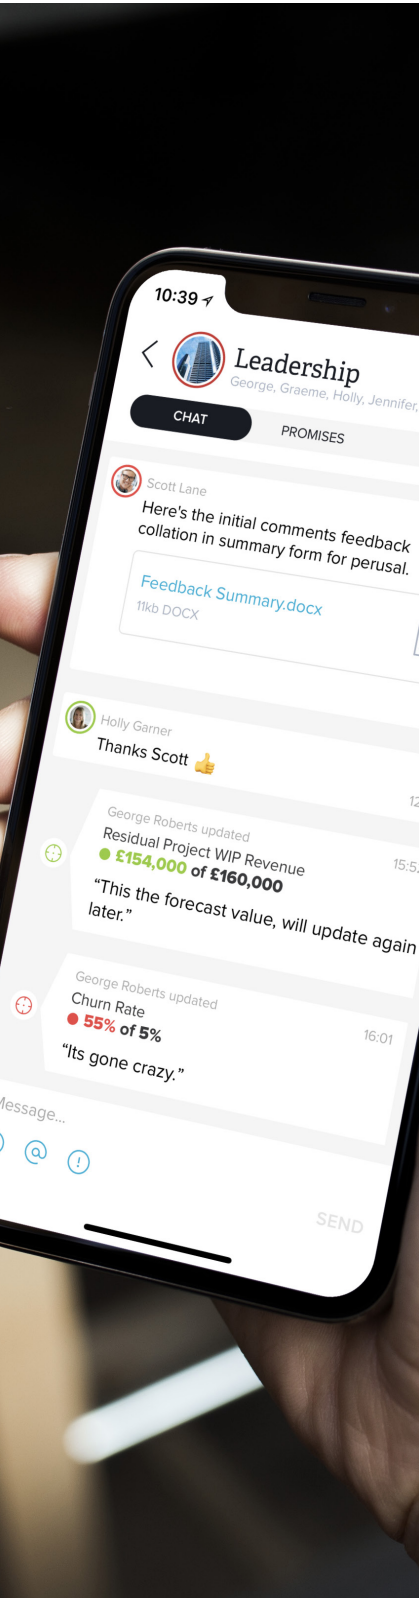 10:39
Leadership
George, Graeme, Holly, Jennifer,
CHAT
PROMISES
Scott Lane
Here's the initial comments feedback
collation in summary form for perusal.
Feedback Summary.docx
11kb DOCX
Holly Garner
Thanks Scott 👍
12
George Roberts updated
15:5
Residual Project WIP Revenue
£154,000 of £160,000
“This the forecast value, will update again
later.”
George Roberts updated
16:01
Churn Rate
55% of 5%
“Its gone crazy.”
Message...
@
!
SEND